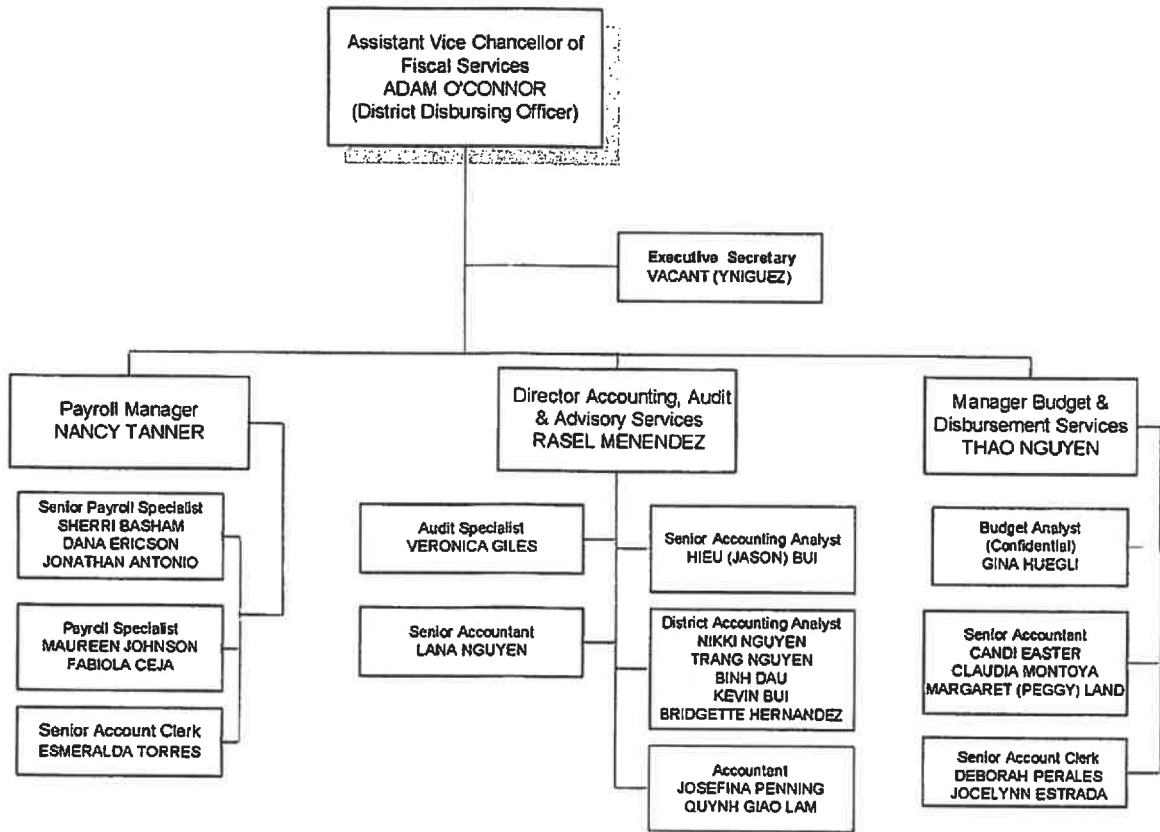 Assistant Vice Chancellor of
Fiscal Services
ADAM O'CONNOR
(District Disbursing Officer)
Executive Secretary
VACANT (YNIGUEZ)
Payroll Manager
NANCY TANNER
Senior Payroll Specialist
SHERRI BASHAM
DANA ERICSON
JONATHAN ANTONIO
Payroll Specialist
MAUREEN JOHNSON
FABIOLA CEJA
Senior Account Clerk
ESMERALDA TORRES
Director Accounting, Audit
& Advisory Services
RASEL MENENDEZ
Audit Specialist
VERONICA GILES
Senior Accountant
LANA NGUYEN
Senior Accounting Analyst
HIEU (JASON) BUI
District Accounting Analyst
NIKKI NGUYEN
TRANG NGUYEN
BINH DAU
KEVIN BUI
BRIDGETTE HERNANDEZ
Accountant
JOSEFINA PENNING
QUYNH GIAO LAM
Manager Budget &
Disbursement Services
THAO NGUYEN
Budget Analyst
(Confidential)
GINA HUEGLI
Senior Accountant
CANDI EASTER
CLAUDIA MONTOYA
MARGARET (PEGGY) LAND
Senior Account Clerk
DEBORAH PERALES
JOCELYNN ESTRADA